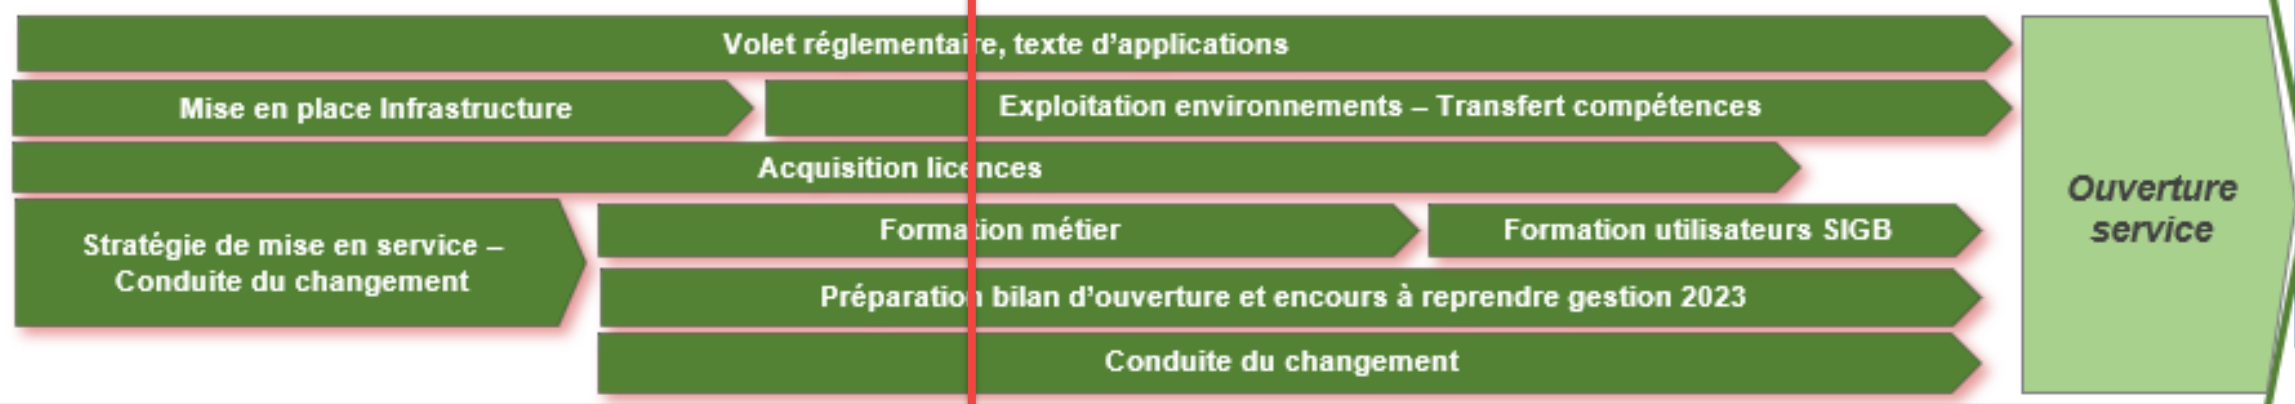 Volet réglementaire, texte d’applications
Mise en place Infrastructure
Exploitation environnements – Transfert compétences
Acquisition licences
Stratégie de mise en service –
Conduite du changement
Formation métier
Formation utilisateurs SIGB
Préparation bilan d’ouverture et encours à reprendre gestion 2023
Conduite du changement
Ouverture
service